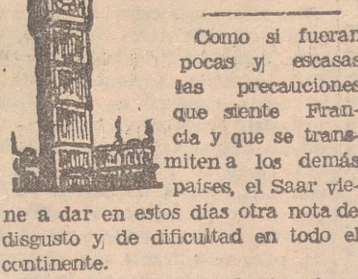 Como si fueran
pocas y escasas
las precauciones
que siente Fran-
cia y que se trans-
miten a los demás
países, el Saar vie-
ne a dar en estos días otra nota de
disgusto y de dificultad en todo el
continente.